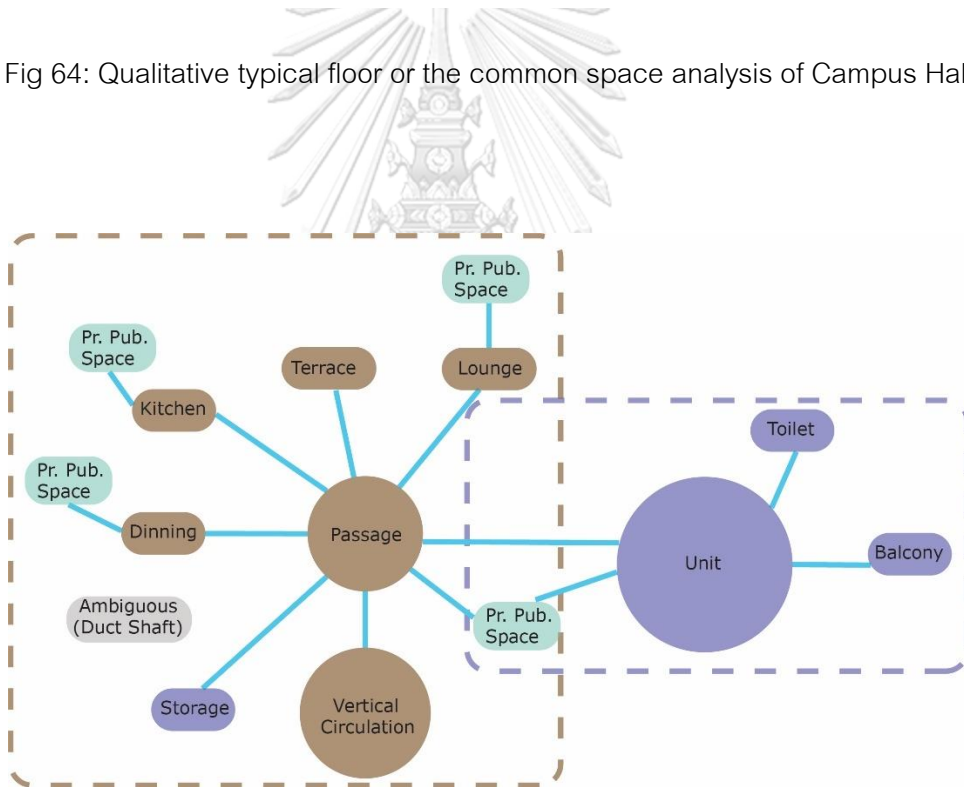 Fig 64: Qualitative typical floor or the common space analysis of Campus Hal
Pr. Pub.
Space
Pr. Pub.
Space
Terrace
Lounge
Kitchen
Toilet
Pr. Pub.
Space
Dinning
Passage
Unit
Balcony
Ambiguous
(Duct Shaft)
Pr. Pub.
Space
Storage
Vertical
Circulation